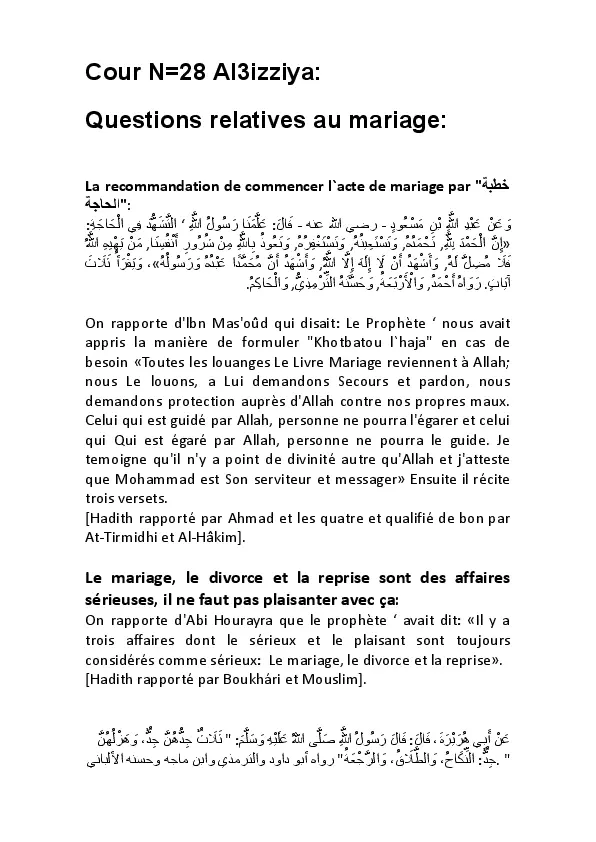 Cour N=28 Al3izziya:
Questions relatives au mariage:
La recommandation de commencer l`acte de mariage par "خطبة
الحاجة":
وَعَنْ عَبْدِ اللَّهِ بْنِ مَسْعُودٍ - رضى الله عنه - قَالَ: عَلَّمَنَا رَسُولُ اللَّهِ ‘ التَّشَهُّدَ فِي الْحَاجَةِ:
«إِنَّ الْحَمْدَ لِلَّهِ, نَحْمَدُهُ, وَنَسْتَعِينُهُ, وَنَسْتَغْفِرُهُ, وَنَعُوذُ بِاللَّهِ مِنْ شُرُورِ أَنْفُسِنَا, مَنْ يَهْدِهِ اللَّهُ
فَلَا مُضِلَّ لَهُ, وَأَشْهَدُ أَنْ لَا إِلَهَ إِلَّا اللَّهُ, وَأَشْهَدُ أَنَّ مُحَمَّدًا عَبْدُهُ وَرَسُولُهُ»، وَيَقْرَأُ ثَلَاثَ
آيَاتٍ. رَوَاهُ أَحْمَدُ, وَالْأَرْبَعَةُ, وَحَسَّنَهُ التِّرْمِذِيُّ, وَالْحَاكِمُ.
On rapporte d'Ibn Mas'oûd qui disait: Le Prophète ‘ nous avait
appris la manière de formuler "Khotbatou l`haja" en cas de
besoin «Toutes les louanges Le Livre Mariage reviennent à Allah;
nous Le louons, a Lui demandons Secours et pardon, nous
demandons protection auprès d'Allah contre nos propres maux.
Celui qui est guidé par Allah, personne ne pourra l'égarer et celui
qui Qui est égaré par Allah, personne ne pourra le guide. Je
temoigne qu'il n'y a point de divinité autre qu'Allah et j'atteste
que Mohammad est Son serviteur et messager» Ensuite il récite
trois versets.
[Hadith rapporté par Ahmad et les quatre et qualifié de bon par
At-Tirmidhi et Al-Hâkim].
Le mariage, le divorce et la reprise sont des affaires
sérieuses, il ne faut pas plaisanter avec ça:
On rapporte d'Abi Hourayra que le prophète ‘ avait dit: «Il y a
trois affaires dont le sérieux et le plaisant sont toujours
considérés comme sérieux: Le mariage, le divorce et la reprise».
[Hadith rapporté par Boukhári et Mouslim].
عَنْ أَبِي هُرَيْرَةَ، قَالَ: قَالَ رَسُولُ اللَّهِ صَلَّى اللَّهُ عَلَيْهِ وَسَلَّمَ: " ثَلَاثٌ جِدُّهُنَّ جِدٌّ، وَهَزْلُهُنَّ
جِدٌّ: النِّكَاحُ، وَالطَّلَاقُ، وَالرَّجْعَةُ" رواه أبو داود والترمذي وابن ماجه وحسنه الألباني. "